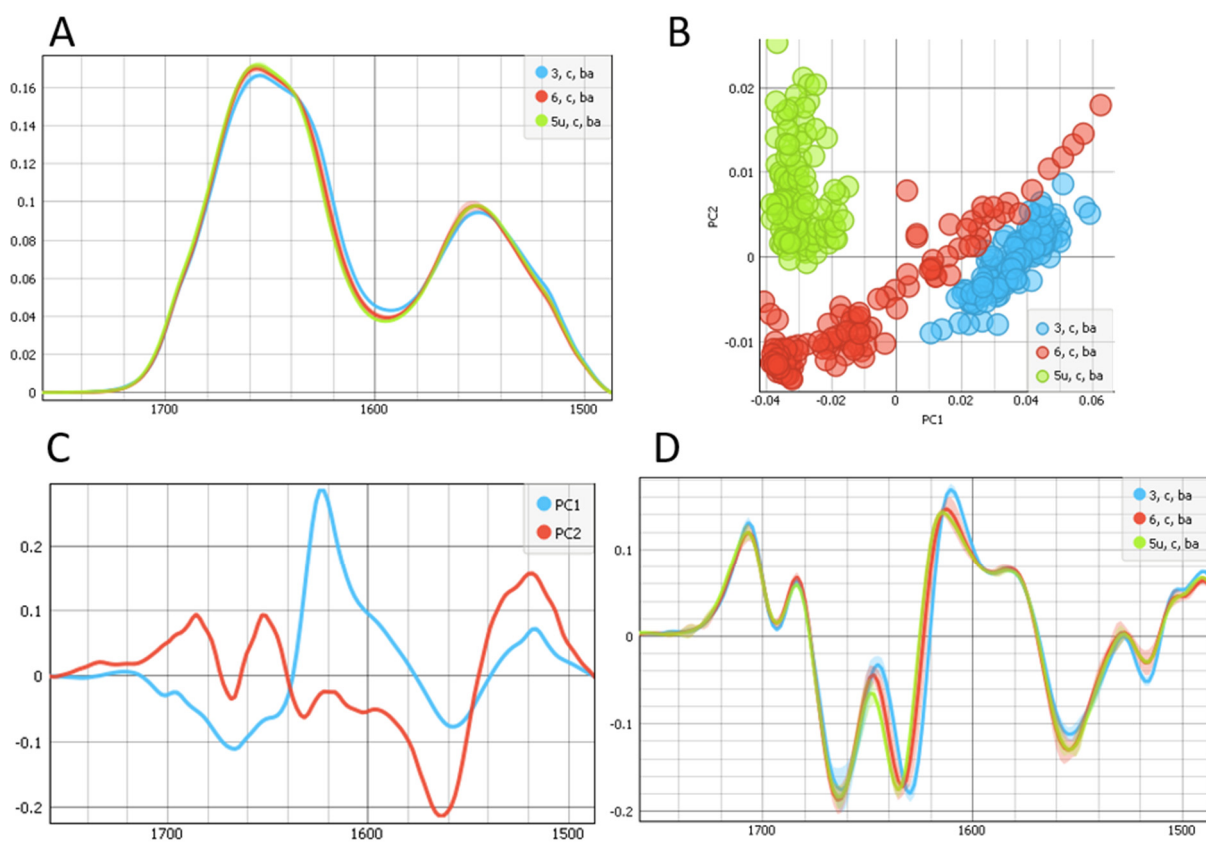 A
3, c, ba
6, c, ba
5u, c, ba
0.16
0.14
0.12
0.1
0.08
0.06
0.04
0.02
0
1700 1600 1500
B
PC2
0.02
0.01
0
-0.01
3, c, ba
6, c, ba
5u, c, ba
-0.04 -0.02 0 0.02 0.04 0.06
PC1
C
PC1
PC2
0.2
0.1
0
-0.1
-0.2
1700 1600 1500
D
3, c, ba
6, c, ba
5u, c, ba
0.1
0
-0.1
-0.2
1700 1600 1500